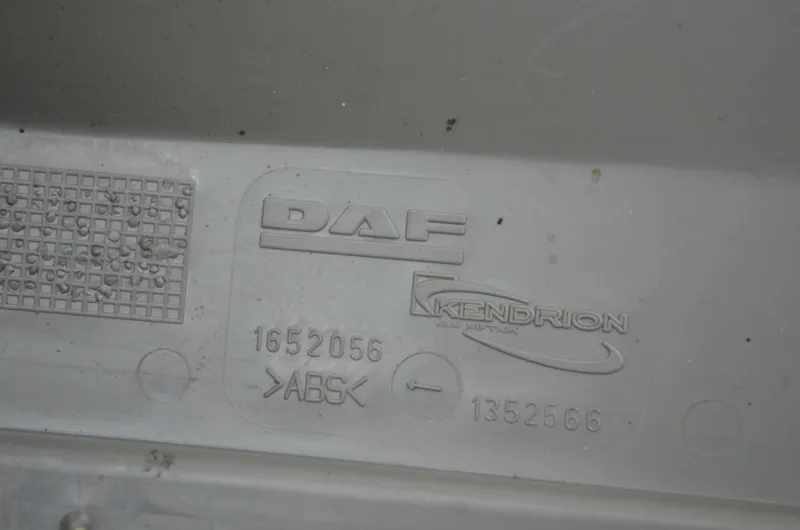 DAF
KENDRION
1652056
>ABS<
1352566